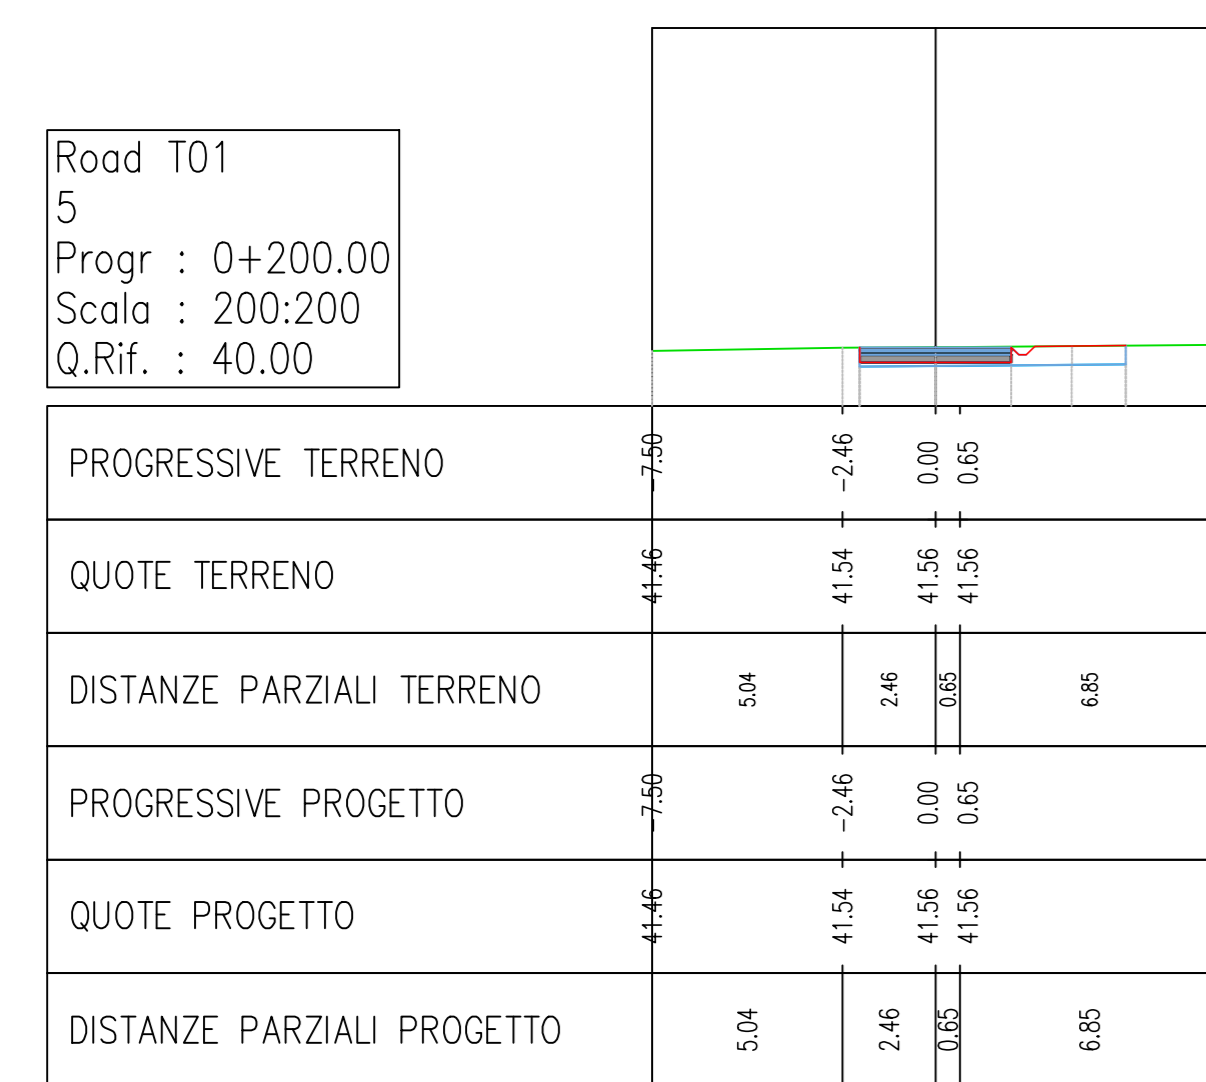 Road T01
5
Progr : 0+200.00
Scala : 200:200
Q.Rif. : 40.00
PROGRESSIVE TERRENO -7.50 -2.46 0.00 0.65
QUOTE TERRENO 41.46 41.54 41.56 41.56
DISTANZE PARZIALI TERRENO 5.04 2.46 0.65 6.85
PROGRESSIVE PROGETTO -7.50 -2.46 0.00 0.65
QUOTE PROGETTO 41.46 41.54 41.56 41.56
DISTANZE PARZIALI PROGETTO 5.04 2.46 0.65 6.85